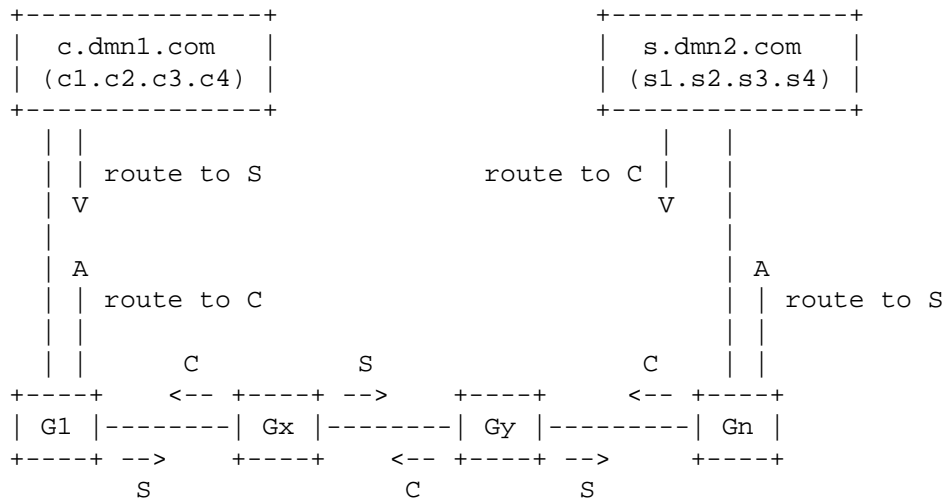 +---------------+                    +---------------+
|  c.dmn1.com   |                    |  s.dmn2.com   |
| (c1.c2.c3.c4) |                    | (s1.s2.s3.s4) |
+---------------+                    +---------------+
  | |                                    |   |
  | | route to S              route to C |   |
  | V                                    V   |
  |                                          |
  | A                                        | A
  | | route to C                             | | route to S
  | |                                        | |
  | |      C          S                 C    | |
+----+    <-- +----+ -->    +----+     <-- +----+
| G1 |--------| Gx |--------| Gy |---------| Gn |
+----+ -->    +----+    <-- +----+ -->     +----+
        S                C          S